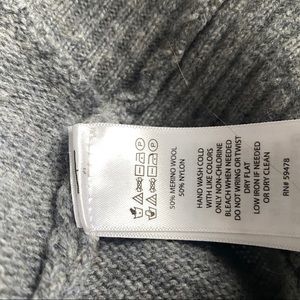 50% MERINO WOOL
50% NYLON
HAND WASH COLD
WITH LIKE COLORS
ONLY NON-CHLORINE
BLEACH WHEN NEEDED
DO NOT WRING OR TWIST
DRY FLAT
LOW IRON IF NEEDED
OR DRY CLEAN
RN# 59478